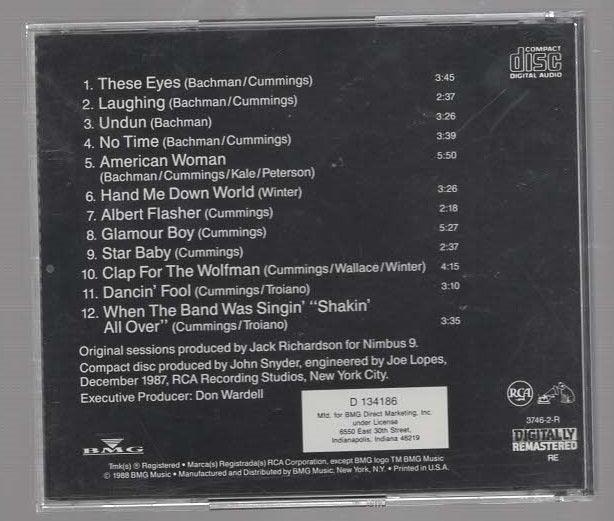 COMPACT
disc
DIGITAL AUDIO
1. These Eyes (Bachman/Cummings) 3:45
2. Laughing (Bachman/Cummings) 2:37
3. Undun (Bachman) 3:26
4. No Time (Bachman/Cummings) 3:39
5. American Woman 5:50
(Bachman/Cummings/Kale/Peterson)
6. Hand Me Down World (Winter) 3:26
7. Albert Flasher (Cummings) 2:18
8. Glamour Boy (Cummings) 5:27
9. Star Baby (Cummings) 2:37
10. Clap For The Wolfman (Cummings/Wallace/Winter) 4:15
11. Dancin' Fool (Cummings/Troiano) 3:10
12. When The Band Was Singin' "Shakin'
All Over" (Cummings/Troiano) 3:35
Original sessions produced by Jack Richardson for Nimbus 9.
Compact disc produced by John Snyder, engineered by Joe Lopes,
December 1987, RCA Recording Studios, New York City.
Executive Producer: Don Wardell
D 134186
Mfd. for BMG Direct Marketing, Inc.
under License
6550 East 30th Street,
Indianapolis, Indiana 46219
RCA
3746-2-R
DIGITALLY
REMASTERED
RE
BMG
Tmk(s) ® Registered • Marca(s) Registrada(s) RCA Corporation, except BMG logo TM BMG Music
© 1988 BMG Music • Manufactured and Distributed by BMG Music, New York, N.Y. • Printed in U.S.A.